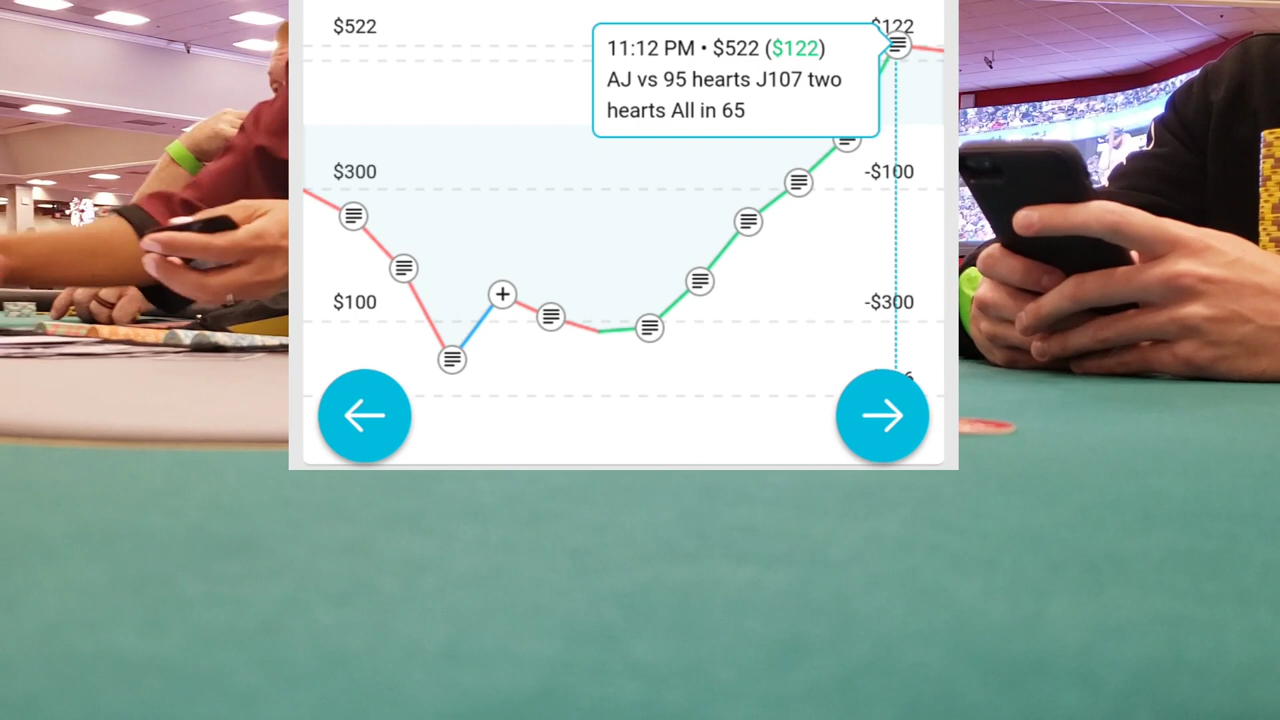 $522
$122
11:12 PM • $522 ($122)
AJ vs 95 hearts J107 two
hearts All in 65
$300
-$100
$100
-$300